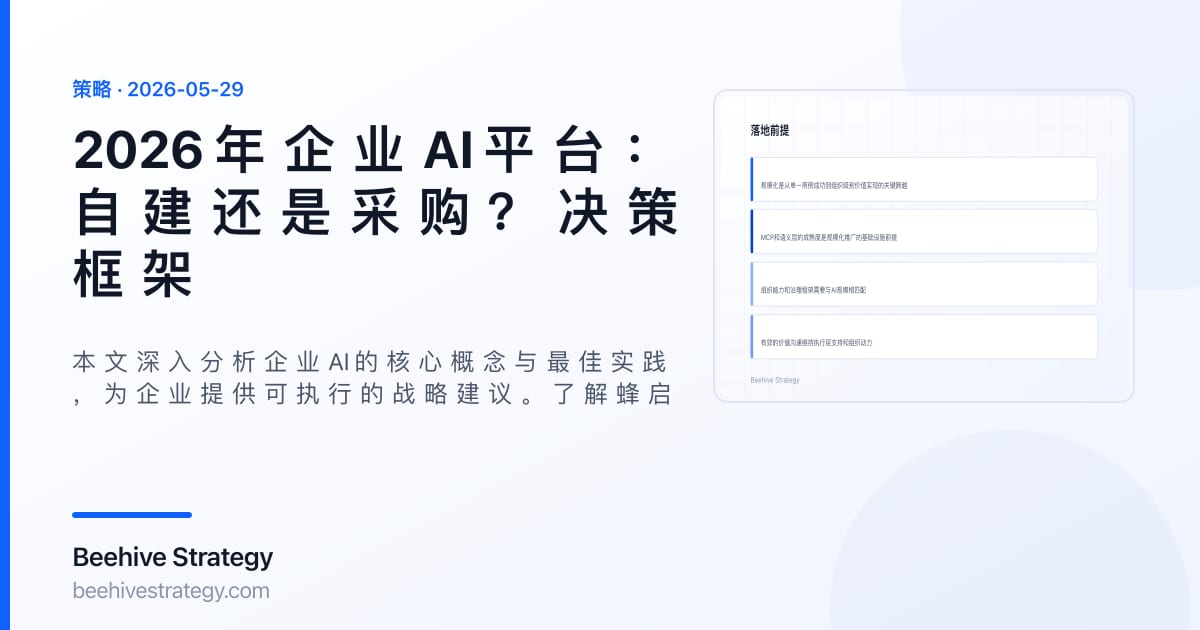 策略 · 2026-05-29
2026年企业AI平台：
自建还是采购？决策
框架
本文深入分析企业AI的核心概念与最佳实践
，为企业提供可执行的战略建议。了解蜂启
Beehive Strategy
beehivestrategy.com
落地前提
规模化是从单一用例成功到组织级别价值实现的关键跨越
MCP和语义层的成熟度是规模化推广的基础设施前提
组织能力和治理框架需要与AI规模相匹配
有效的价值沟通维持执行层支持和组织动力
Beehive Strategy